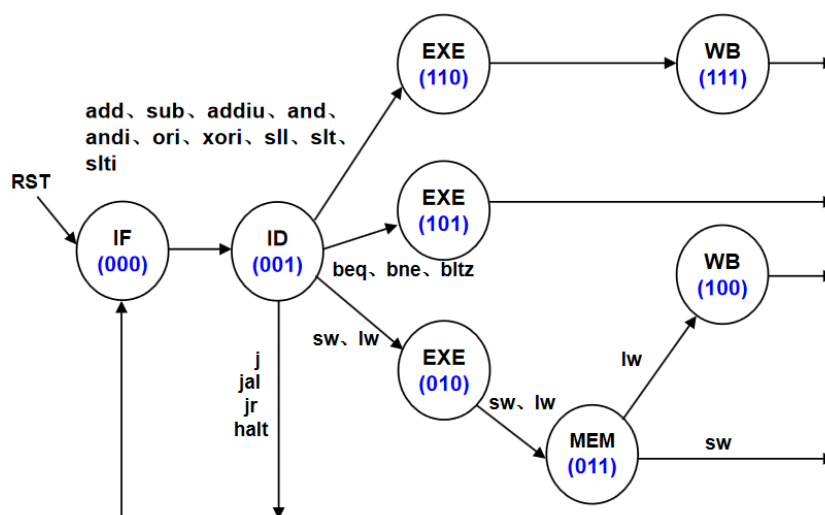 EXE
(110)
WB
(111)
add、sub、addiu、and、
andi、ori、xori、sll、slt、
slti
RST
IF
(000)
ID
(001)
EXE
(101)
beq、bne、bltz
WB
(100)
sw、lw
EXE
(010)
j
jal
jr
halt
sw、lw
lw
MEM
(011)
sw